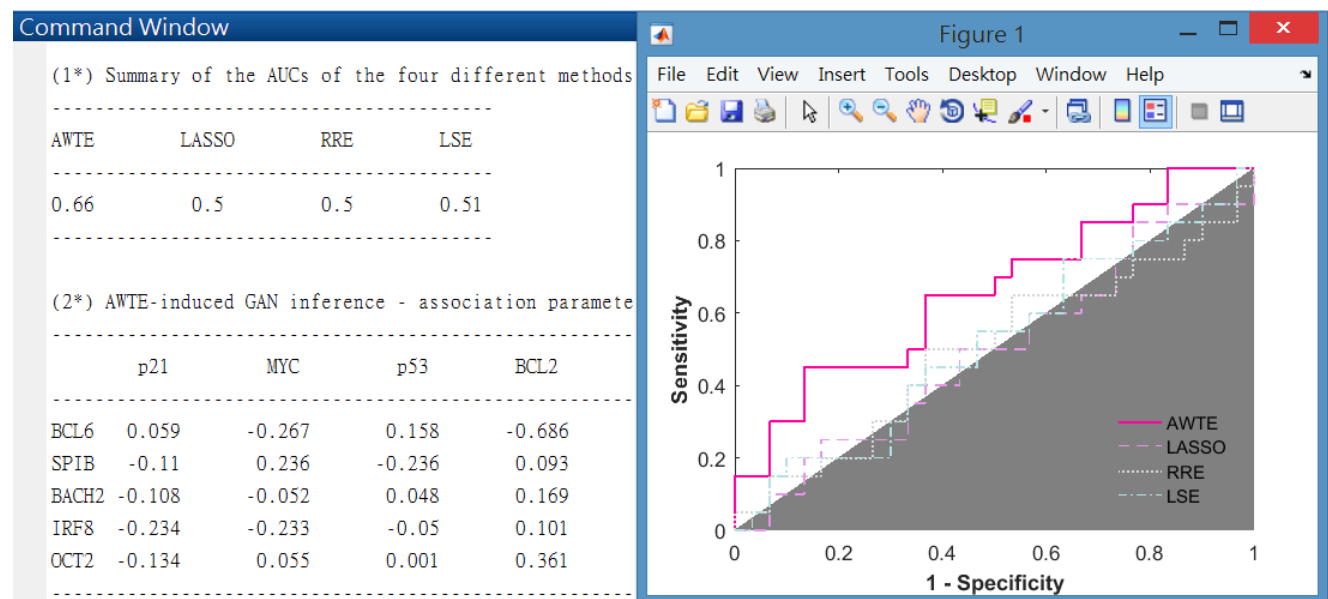 Command Window
(1*) Summary of the AUCs of the four different methods
--------------------------------------------
AWTE LASSO RRE LSE
--------------------------------------------
0.66 0.5 0.5 0.51
--------------------------------------------
(2*) AWTE-induced GAN inference - association paramete
----------------------------------------------------------
p21 MYC p53 BCL2
----------------------------------------------------------
BCL6 0.059 -0.267 0.158 -0.686
SPIB -0.11 0.236 -0.236 0.093
BACH2 -0.108 -0.052 0.048 0.169
IRF8 -0.234 -0.233 -0.05 0.101
OCT2 -0.134 0.055 0.001 0.361
----------------------------------------------------------
Figure 1
File Edit View Insert Tools Desktop Window Help
1
0.8
0.6
0.4
0.2
0
Sensitivity
AWTE
LASSO
RRE
LSE
0 0.2 0.4 0.6 0.8 1
1 - Specificity